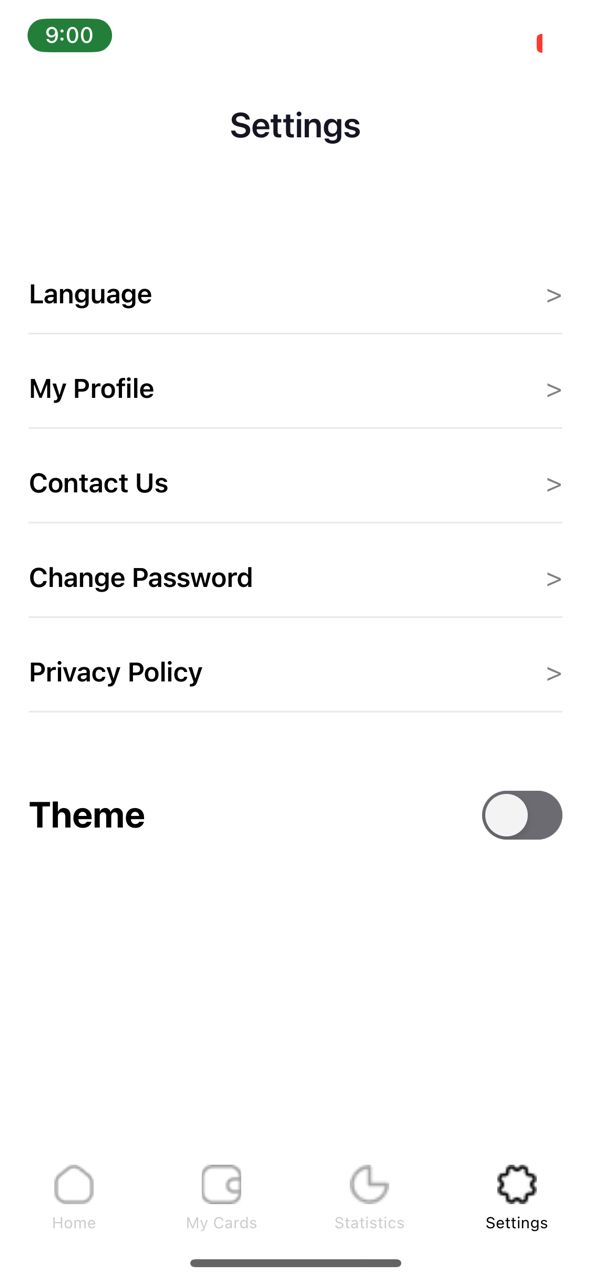 9:00
Settings
Language >
My Profile >
Contact Us >
Change Password >
Privacy Policy >
Theme
Home My Cards Statistics Settings